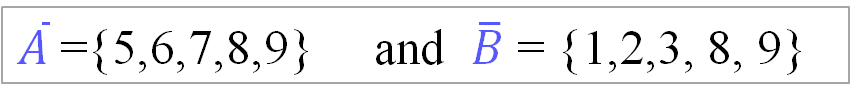 A̅ ={5,6,7,8,9} and B̅ = {1,2,3, 8, 9}